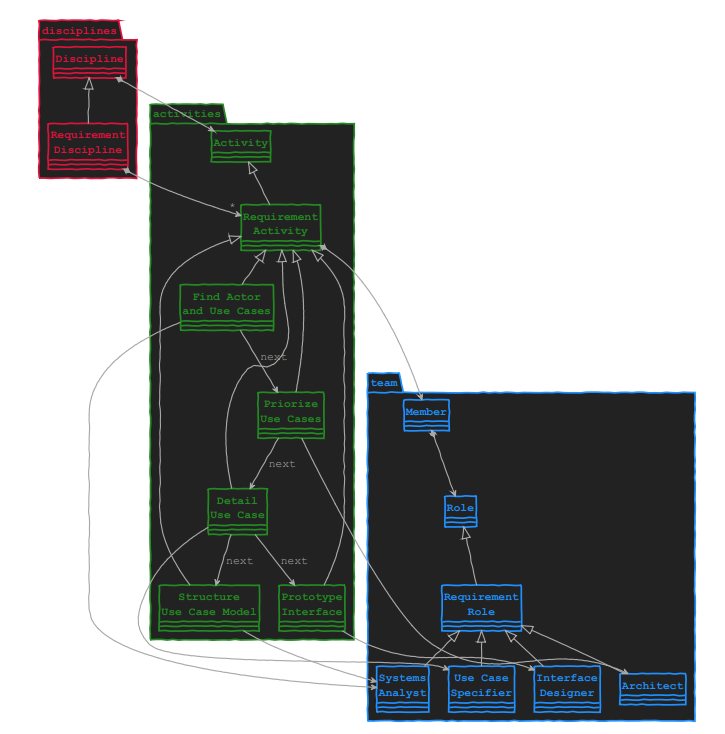 disciplines
Discipline
Requirement
Discipline
activities
Activity
*
Requirement
Activity
Find Actor
and Use Cases
next
Priorize
Use Cases
next
Detail
Use Case
next
next
Structure
Use Case Model
Prototype
Interface
team
Member
Role
Requirement
Role
Systems
Analyst
Use Case
Specifier
Interface
Designer
Architect